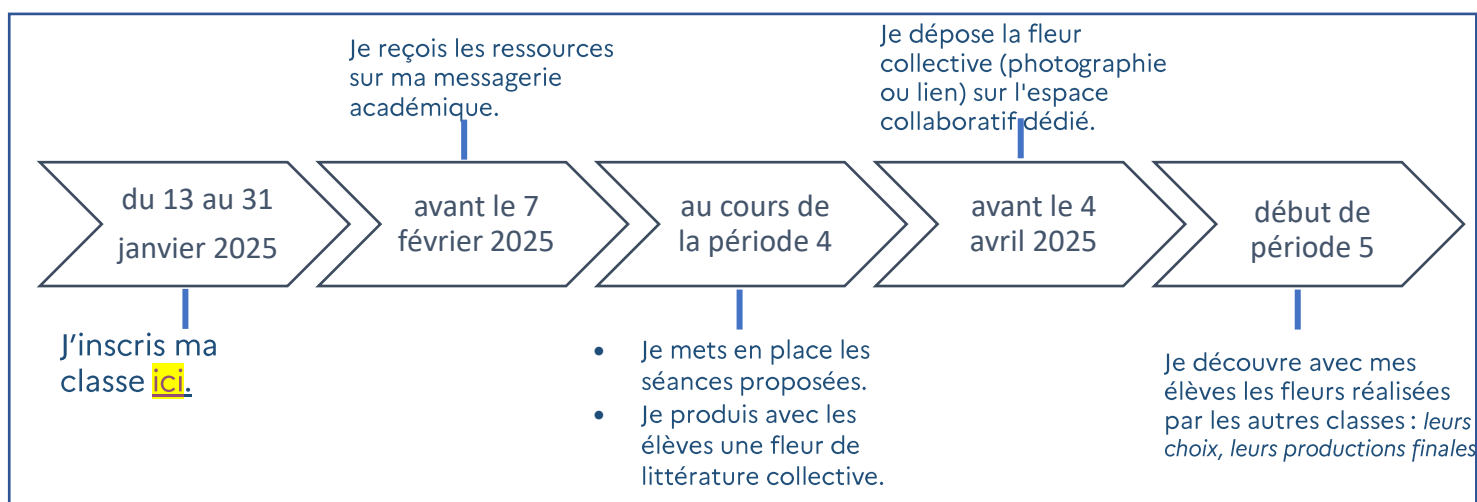 Je reçois les ressources
sur ma messagerie
académique.
Je dépose la fleur
collective (photographie
ou lien) sur l'espace
collaboratif dédié.
du 13 au 31
janvier 2025
avant le 7
février 2025
au cours de
la période 4
avant le 4
avril 2025
début de
période 5
J'inscris ma
classe ici.
• Je mets en place les
séances proposées.
• Je produis avec les
élèves une fleur de
littérature collective.
Je découvre avec mes
élèves les fleurs réalisées
par les autres classes : leurs
choix, leurs productions finales